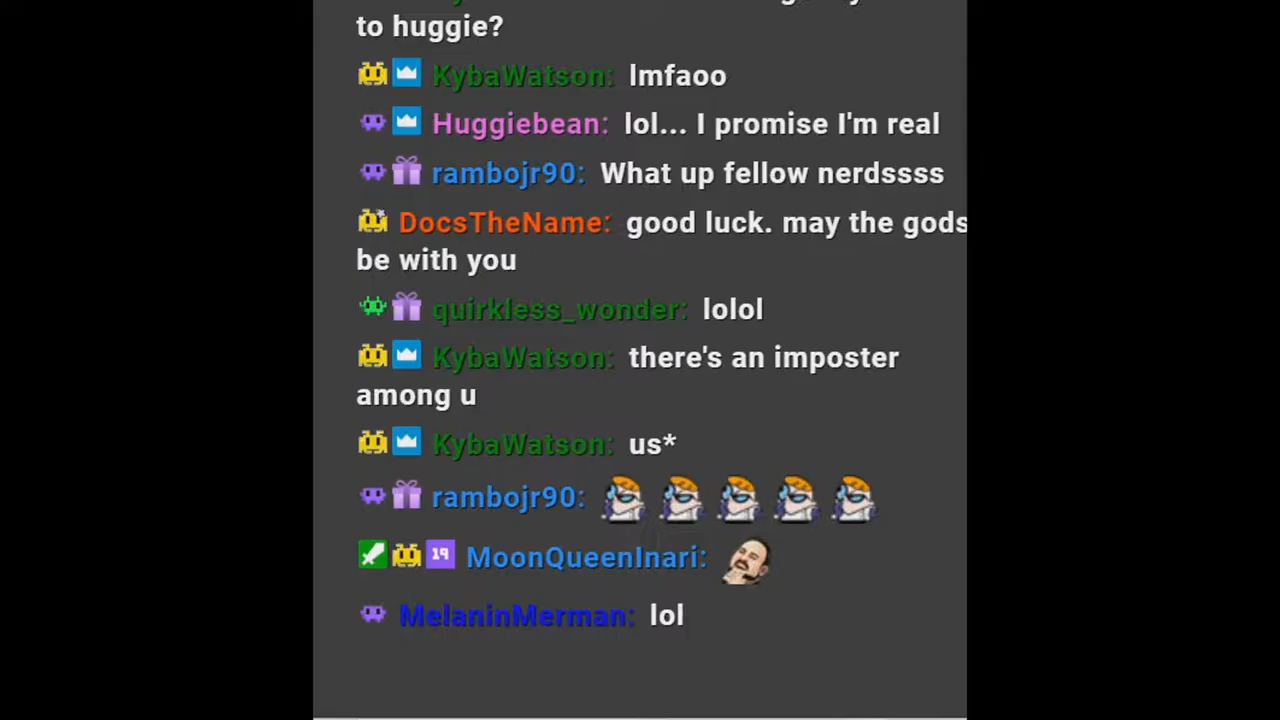 to huggie?
KybaWatson: lmfaoo
Huggiebean: lol... I promise I'm real
rambojr90: What up fellow nerdssss
DocsTheName: good luck. may the gods
be with you
quirkless_wonder: lolol
KybaWatson: there's an imposter
among u
KybaWatson: us*
rambojr90:
19 MoonQueenInari:
MelaninMerman: lol